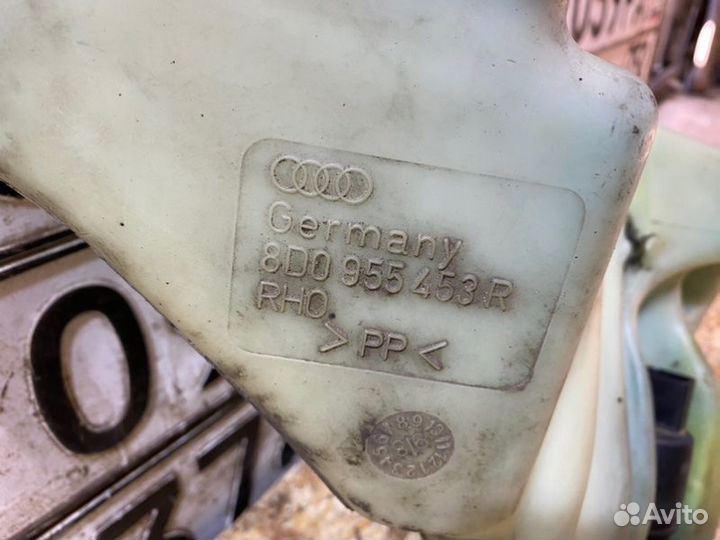 Germany
8D0 955 453 R
RHO
>PP<
Avito